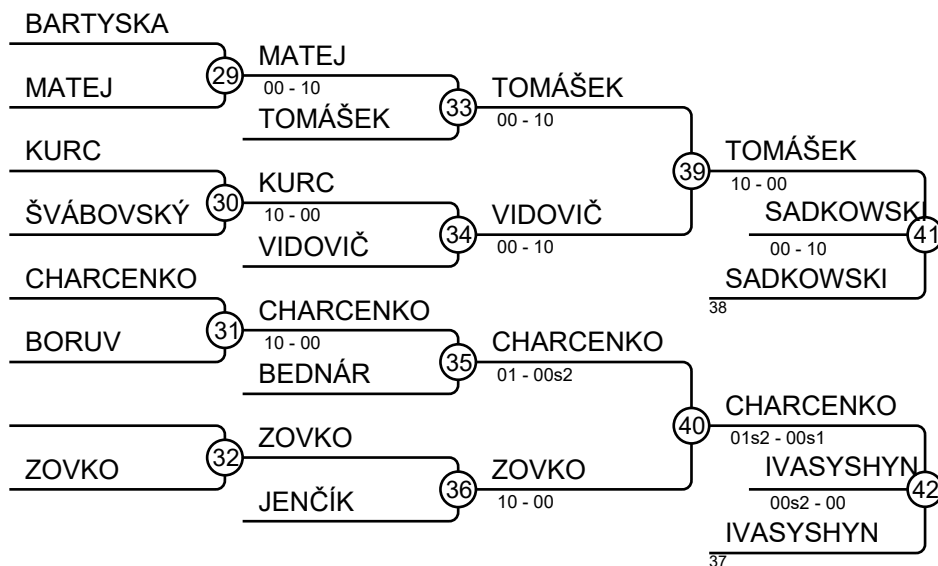 BARTYSKA
29
MATEJ
00 - 10
MATEJ
33
TOMÁŠEK
00 - 10
TOMÁŠEK
KURC
30
KURC
10 - 00
ŠVÁBOVSKÝ
34
VIDOVIČ
00 - 10
VIDOVIČ
39
TOMÁŠEK
10 - 00
SADKOWSKI
41
00 - 10
SADKOWSKI
38
CHARCENKO
31
CHARCENKO
10 - 00
BORUV
35
CHARCENKO
01 - 00s2
BEDNÁR
40
CHARCENKO
01s2 - 00s1
32
ZOVKO
ZOVKO
36
ZOVKO
10 - 00
JENČÍK
IVASYSHYN
42
00s2 - 00
IVASYSHYN
37